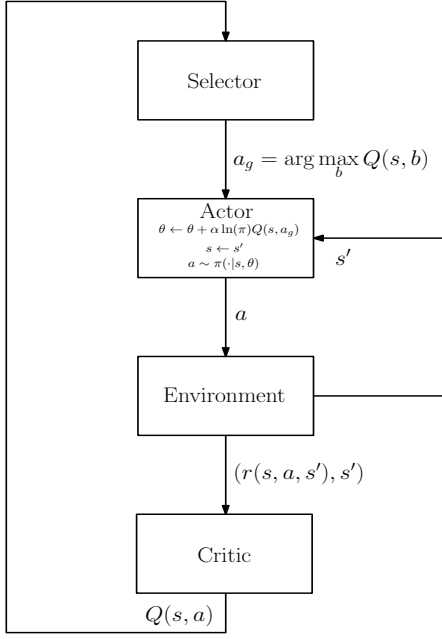 Selector
a_g = arg max_b Q(s, b)
Actor
θ ← θ + α ln(π)Q(s, a_g)
s ← s′
a ∼ π(·|s, θ)
s′
a
Environment
(r(s, a, s′), s′)
Critic
Q(s, a)